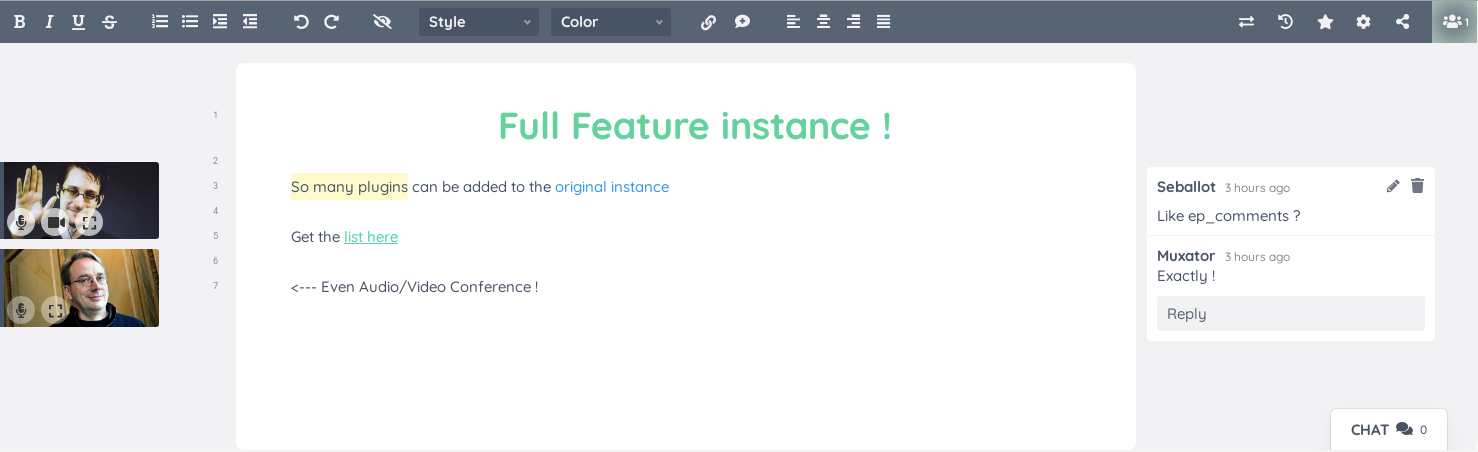 B I U S Style Color 1
Full Feature instance !
So many plugins can be added to the original instance
Get the list here
<--- Even Audio/Video Conference !
1
2
3
4
5
6
7
Seballot 3 hours ago
Like ep_comments ?
Muxator 3 hours ago
Exactly !
Reply
CHAT 0